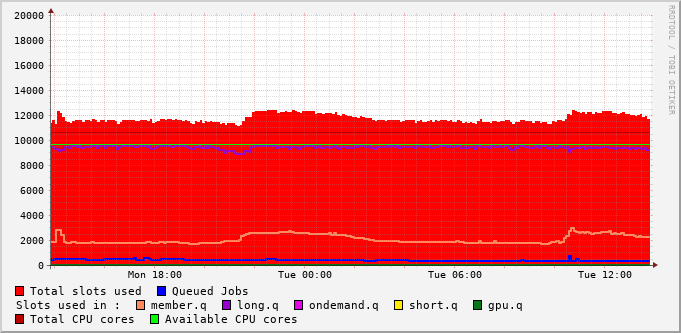 RRDTOOL / TOBI OETIKER
20000
18000
16000
14000
12000
10000
8000
6000
4000
2000
0
Mon 18:00 Tue 00:00 Tue 06:00 Tue 12:00
Total slots used Queued Jobs
Slots used in : member.q long.q ondemand.q short.q gpu.q
Total CPU cores Available CPU cores